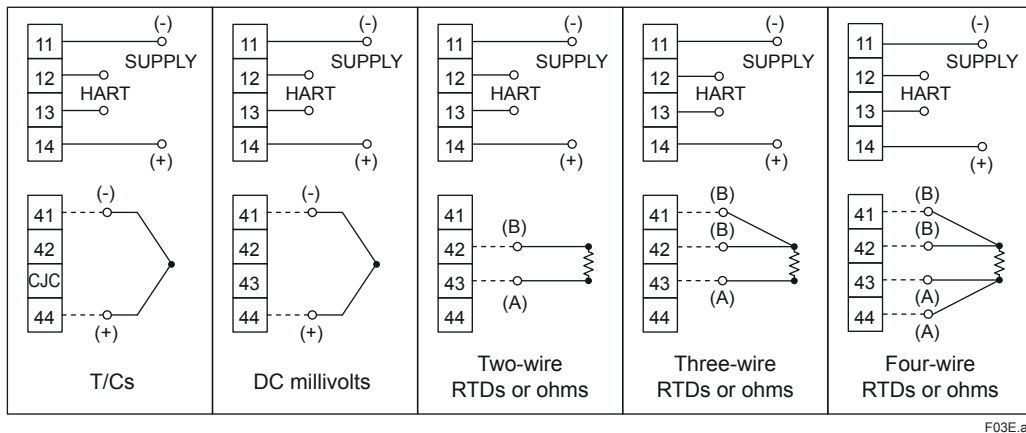 11
12
13
14
(-)
SUPPLY
HART
(+)
41
42
CJC
44
(-)
(+)
T/Cs
11
12
13
14
(-)
SUPPLY
HART
(+)
41
42
43
44
(-)
(+)
DC millivolts
11
12
13
14
(-)
SUPPLY
HART
(+)
41
42
43
44
(B)
(A)
Two-wire
RTDs or ohms
11
12
13
14
(-)
SUPPLY
HART
(+)
41
42
43
44
(B)
(B)
(A)
Three-wire
RTDs or ohms
11
12
13
14
(-)
SUPPLY
HART
(+)
41
42
43
44
(B)
(B)
(A)
(A)
Four-wire
RTDs or ohms